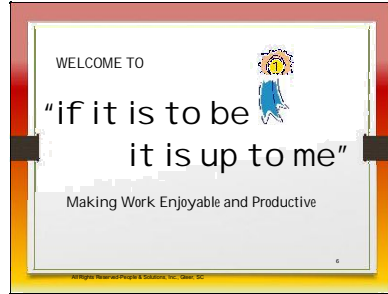 WELCOME TO
1
“if it is to be
it is up to me”
Making Work Enjoyable and Productive
6
All Rights Reserved-People & Solutions, Inc., Greer, SC